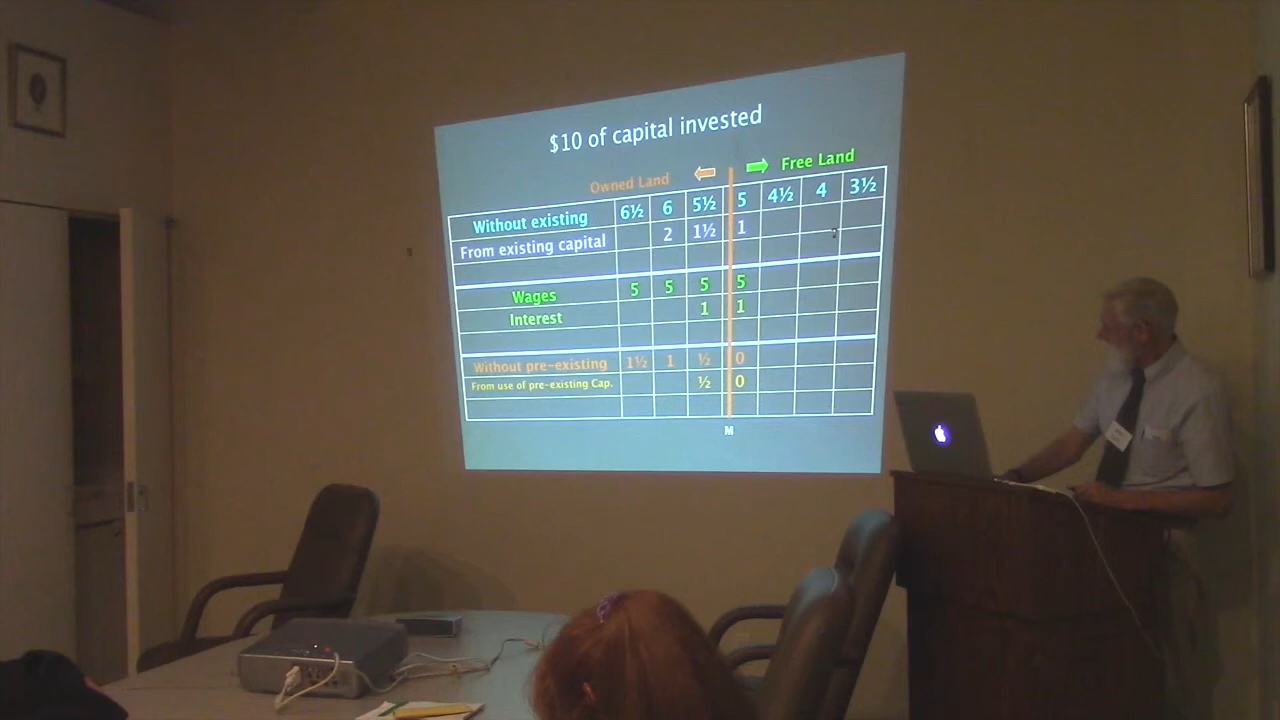 $10 of capital invested
Owned Land Free Land
Without existing 6½ 6 5½ 5 4½ 4 3½
From existing capital 2 1½ 1
Wages 5 5 5 5
Interest 1 1
Without pre-existing 1½ 1 ½ 0
From use of pre-existing Cap. ½ 0
M